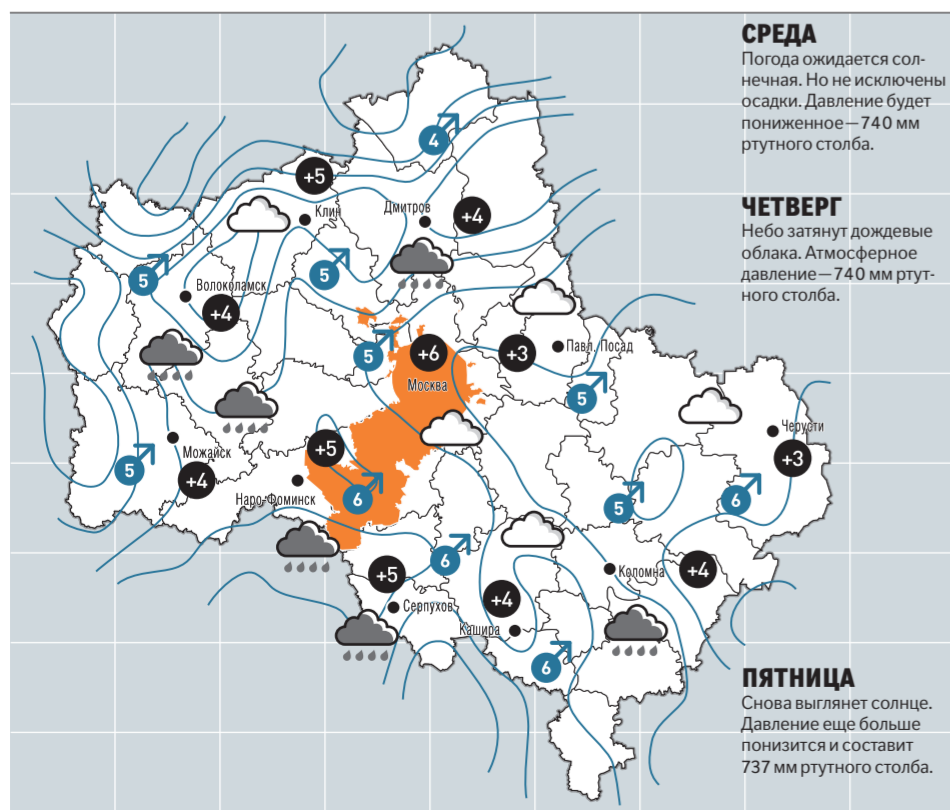 СРЕДА
Погода ожидается сол-
нечная. Но не исключены
осадки. Давление будет
пониженное—740 мм
ртутного столба.
ЧЕТВЕРГ
Небо затянут дождевые
облака. Атмосферное
давление—740 мм ртут-
ного столба.
ПЯТНИЦА
Снова выглянет солнце.
Давление еще больше
понизится и составит
737 мм ртутного столба.
4
+5
Клин
Дмитров
+4
5
5
Волоколамск
+4
5
+6
Москва
+3
Павл. Посад
5
Черусти
+3
5
Можайск
+4
+5
Наро-Фоминск
6
5
6
+5
6
Серпухов
+4
Кашира
Коломна
+4
6